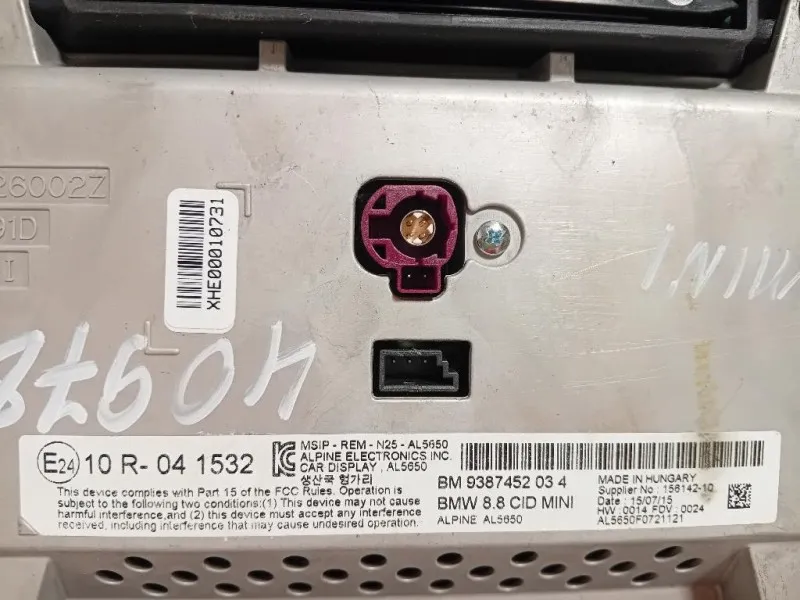 26002Z
91D
I
XHE00010731
MINI
40978
E24 10 R- 04 1532
MSIP - REM - N25 - AL5650
ALPINE ELECTRONICS INC.
CAR DISPLAY , AL5650
생산국 헝가리
This device complies with Part 15 of the FCC Rules. Operation is
subject to the following two conditions:(1) This device may not cause
harmful interference,and (2) this device must accept any interference
received, including interference that may cause undesired operation.
BM 9387452 03 4
BMW 8.8 CID MINI
ALPINE AL5650
MADE IN HUNGARY
Supplier No : 156142-10
Date : 15/07/15
HW : 0014 FDV : 0024
AL5650F0721121